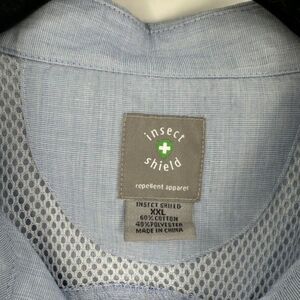 insect
shield
repellent apparel
INSECT SHIELD
XXL
60% COTTON
40% POLYESTER
MADE IN CHINA